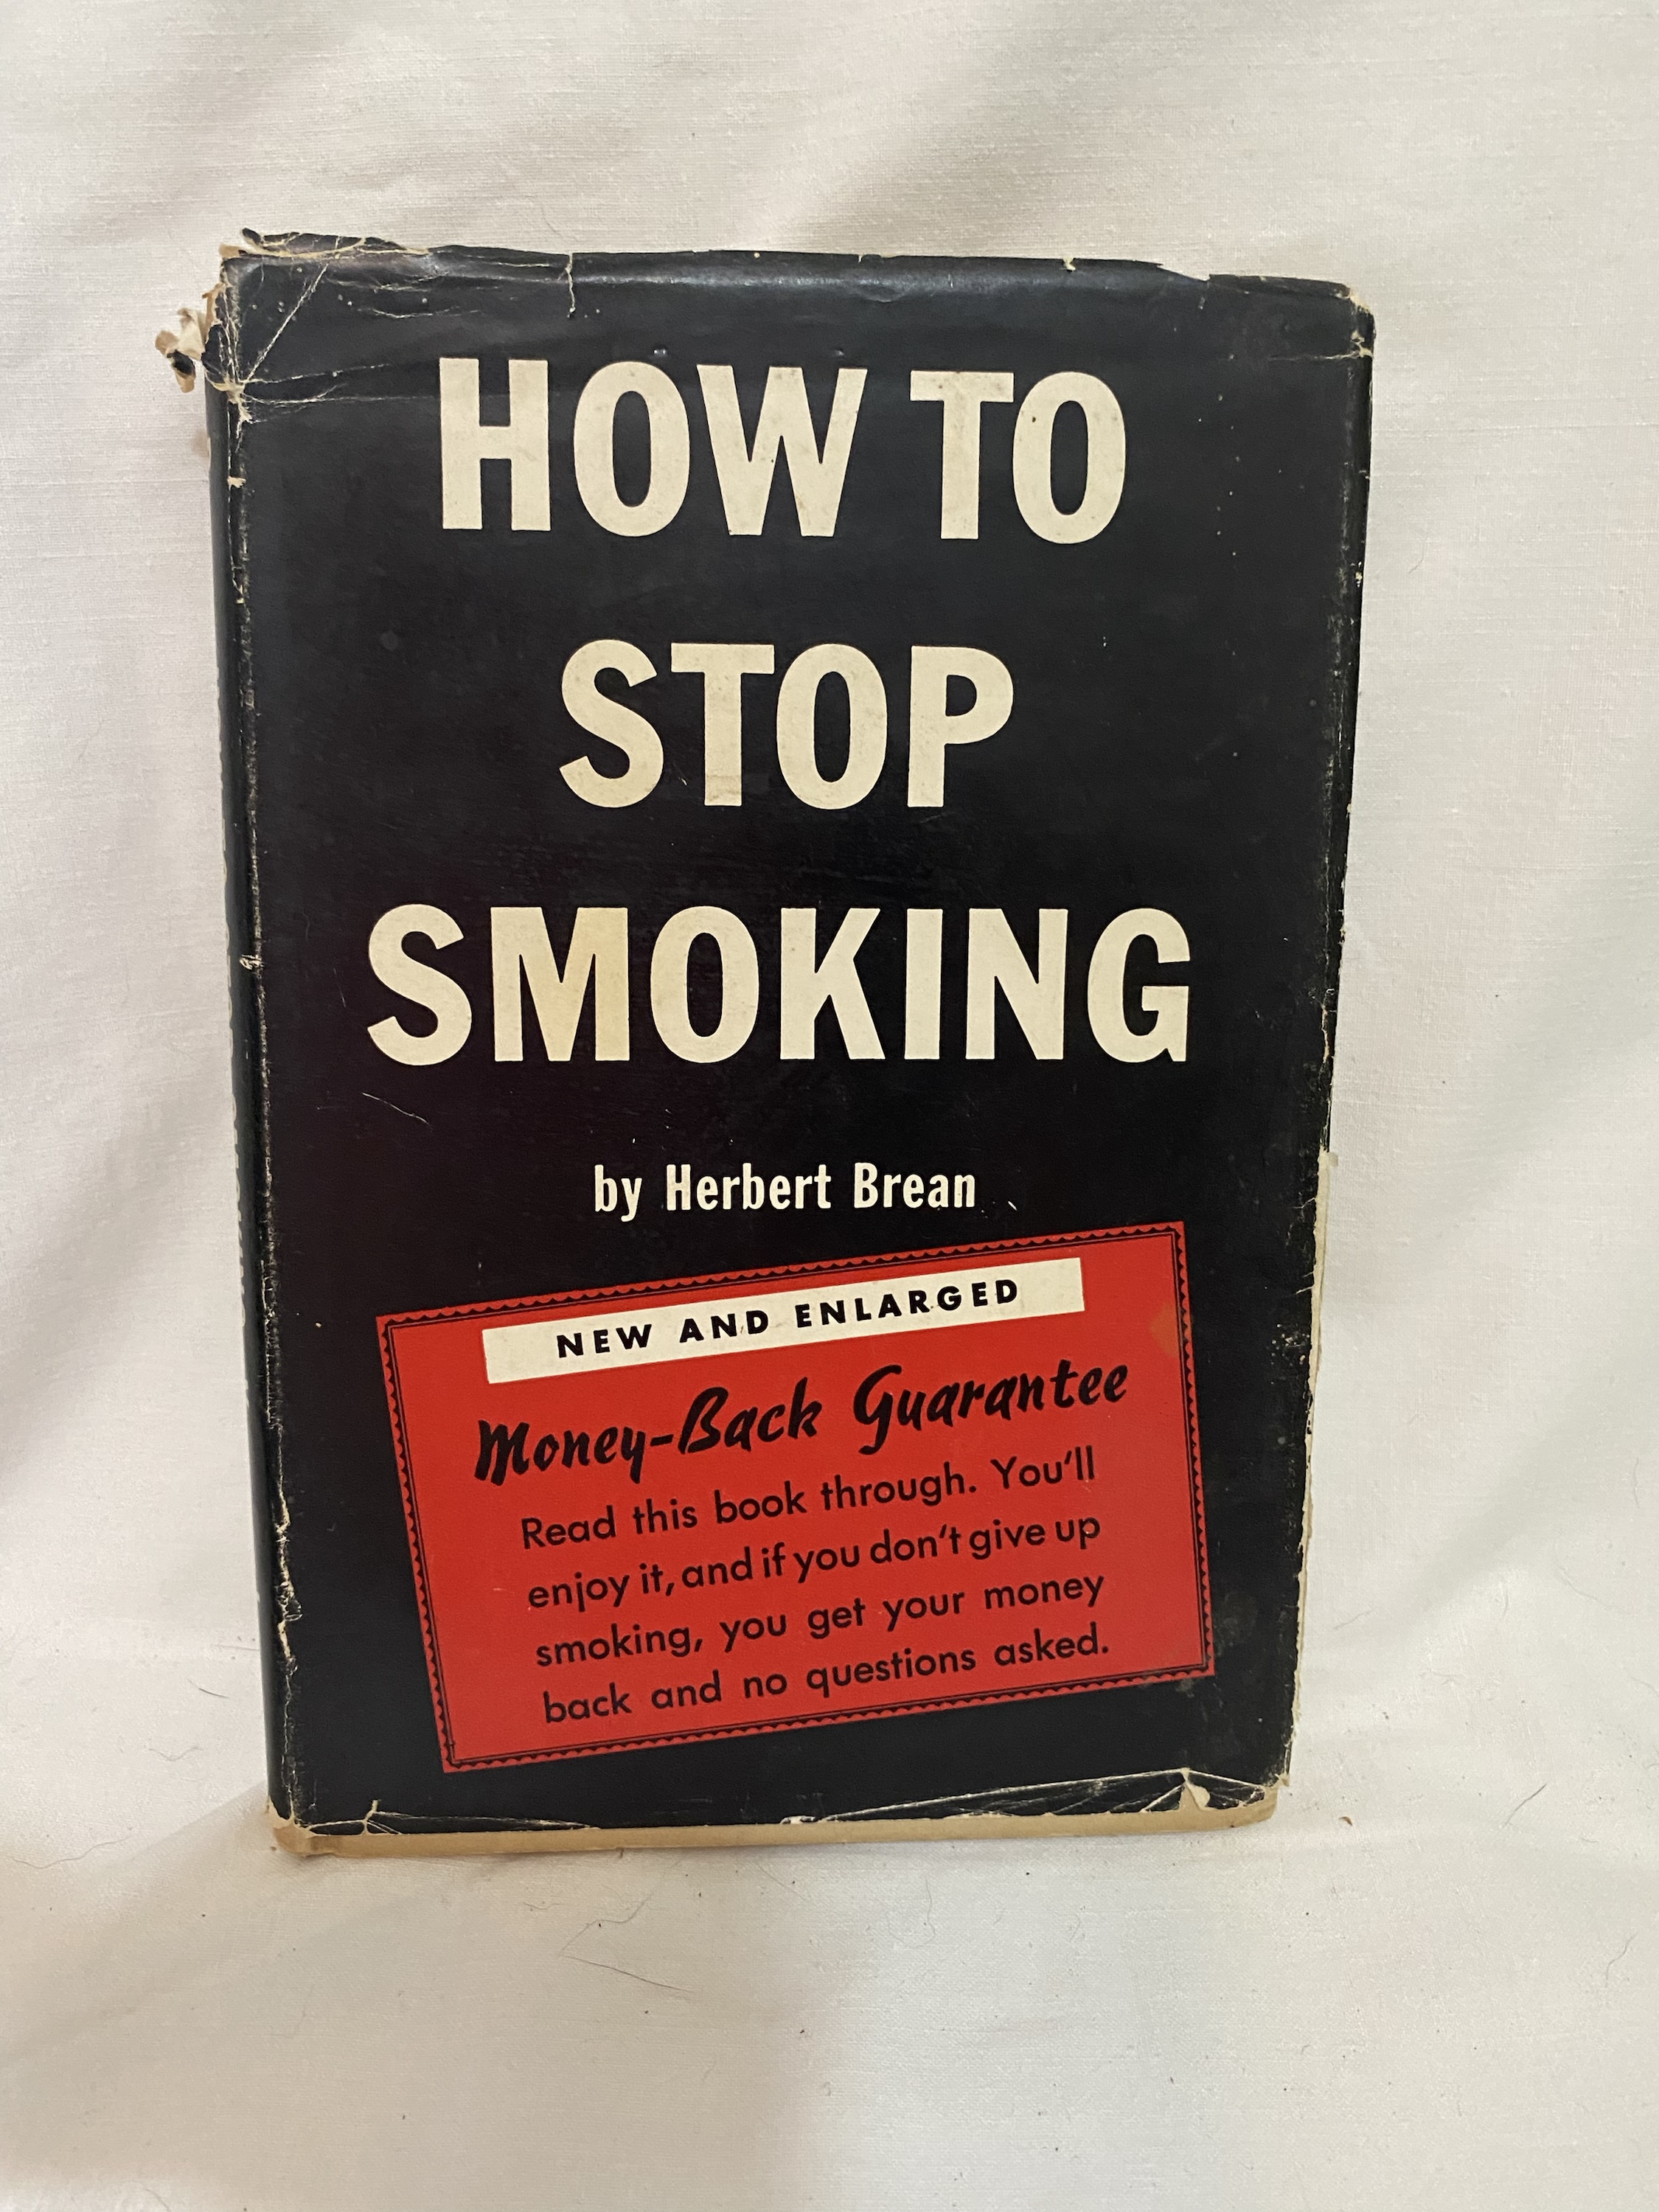 HOW TO
STOP
SMOKING
by Herbert Brean
NEW AND ENLARGED
Money-Back Guarantee
Read this book through. You'll
enjoy it, and if you don't give up
smoking, you get your money
back and no questions asked.